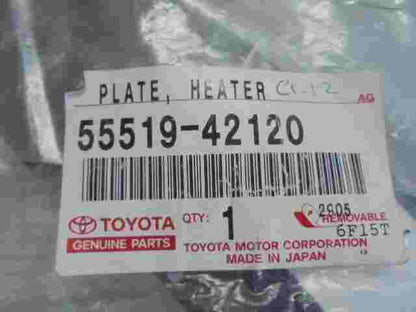 PLATE, HEATER
AG
55519-42120
TOYOTA QTY: 1 2905
REMOVABLE
GENUINE PARTS 6F15T
TOYOTA MOTOR CORPORATION
MADE IN JAPAN 13